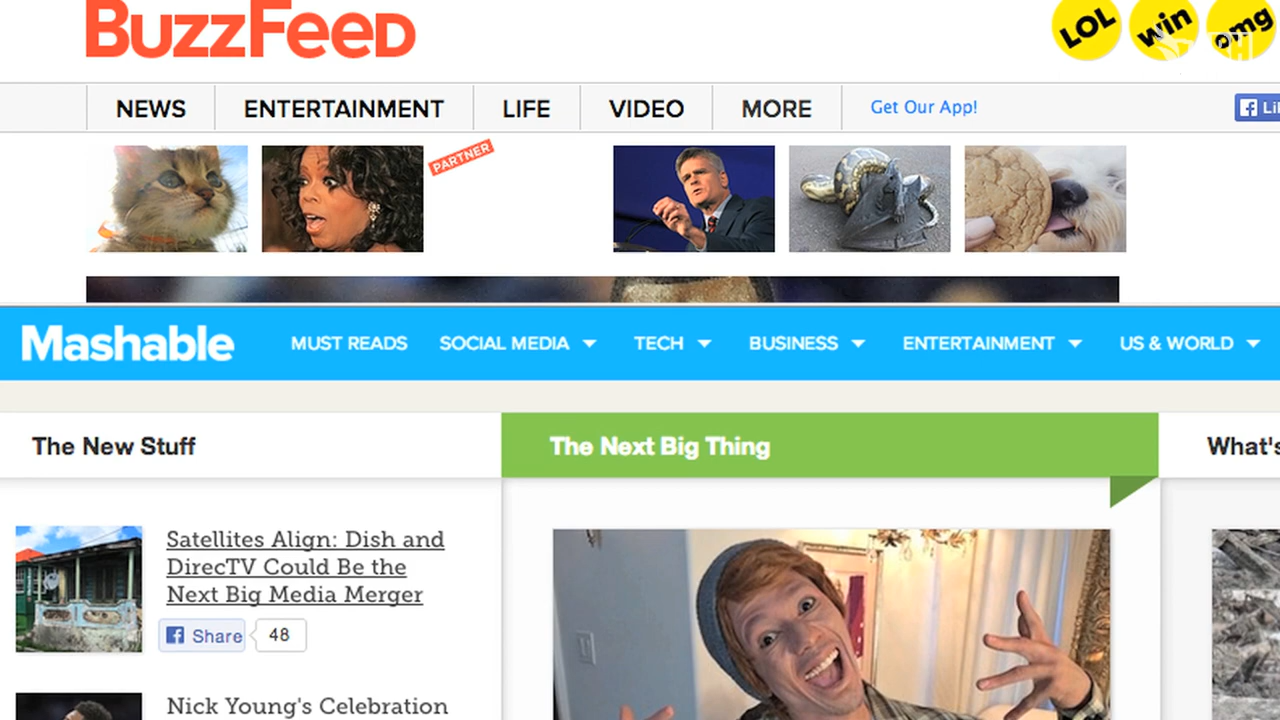 BuzzFeed
LOL
win
omg
NEWS
ENTERTAINMENT
LIFE
VIDEO
MORE
Get Our App!
PARTNER
Mashable
MUST READS
SOCIAL MEDIA
TECH
BUSINESS
ENTERTAINMENT
US & WORLD
The New Stuff
The Next Big Thing
What's
Satellites Align: Dish and
DirecTV Could Be the
Next Big Media Merger
Share
48
Nick Young's Celebration